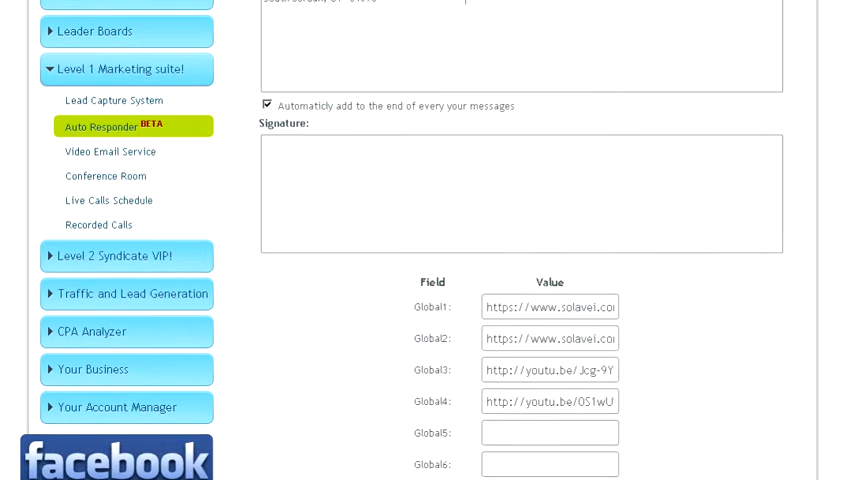 Leader Boards
Level 1 Marketing suite!
Lead Capture System
Auto Responder BETA
Video Email Service
Conference Room
Live Calls Schedule
Recorded Calls
Level 2 Syndicate VIP!
Traffic and Lead Generation
CPA Analyzer
Your Business
Your Account Manager
facebook
Automaticly add to the end of every your messages
Signature:
Field Value
Global1: https://www.solavei.co
Global2: https://www.solavei.co
Global3: http://youtu.be/Jcg-9Y
Global4: http://youtu.be/0S1wU
Global5:
Global6: